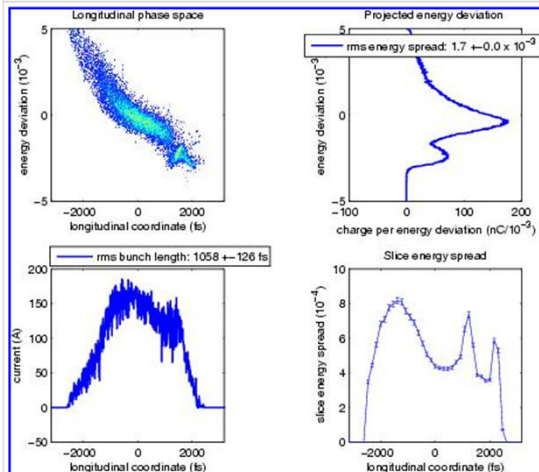 Longitudinal phase space
energy deviation (10⁻³)
5
0
−5
−2000 0 2000
longitudinal coordinate (fs)
Projected energy deviation
rms energy spread: 1.7 +−0.0 x 10⁻³
energy deviation (10⁻³)
5
0
−5
−100 0 100 200
charge per energy deviation (nC/10⁻³)
rms bunch length: 1058 +−126 fs
current (A)
200
150
100
50
0
−50
−2000 0 2000
longitudinal coordinate (fs)
Slice energy spread
slice energy spread (10⁻⁴)
10
8
6
4
2
0
−2000 0 2000
longitudinal coordinate (fs)